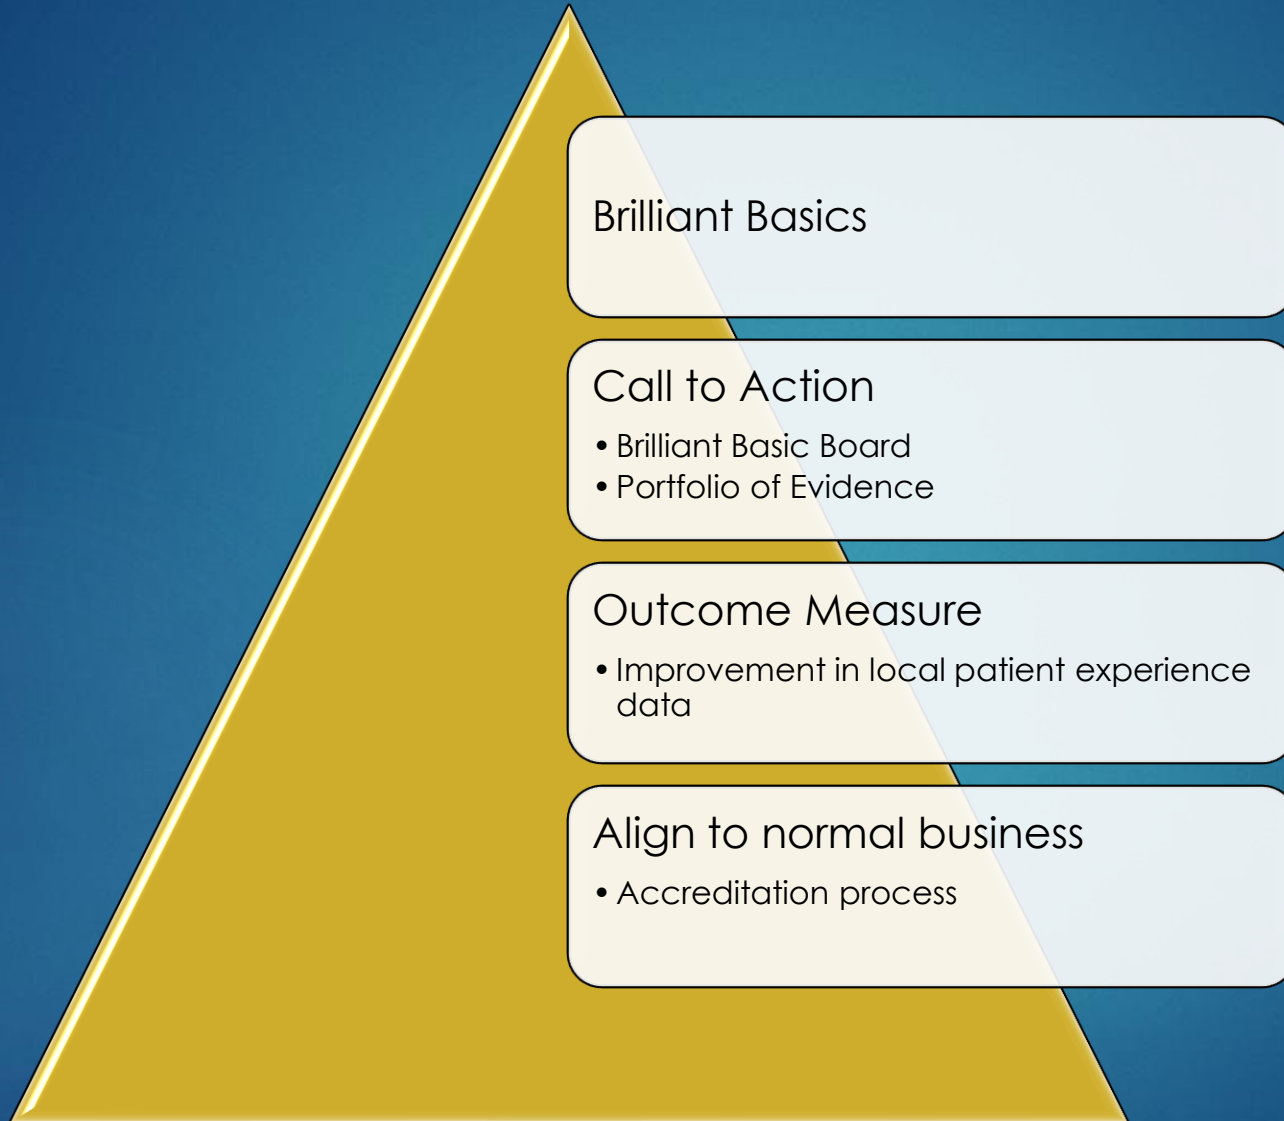 Brilliant Basics
Call to Action
• Brilliant Basic Board
• Portfolio of Evidence
Outcome Measure
• Improvement in local patient experience
data
Align to normal business
• Accreditation process